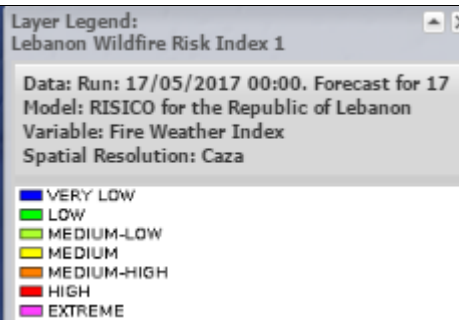 Layer Legend:
Lebanon Wildfire Risk Index 1
Data: Run: 17/05/2017 00:00. Forecast for 17
Model: RISICO for the Republic of Lebanon
Variable: Fire Weather Index
Spatial Resolution: Caza
VERY LOW
LOW
MEDIUM-LOW
MEDIUM
MEDIUM-HIGH
HIGH
EXTREME